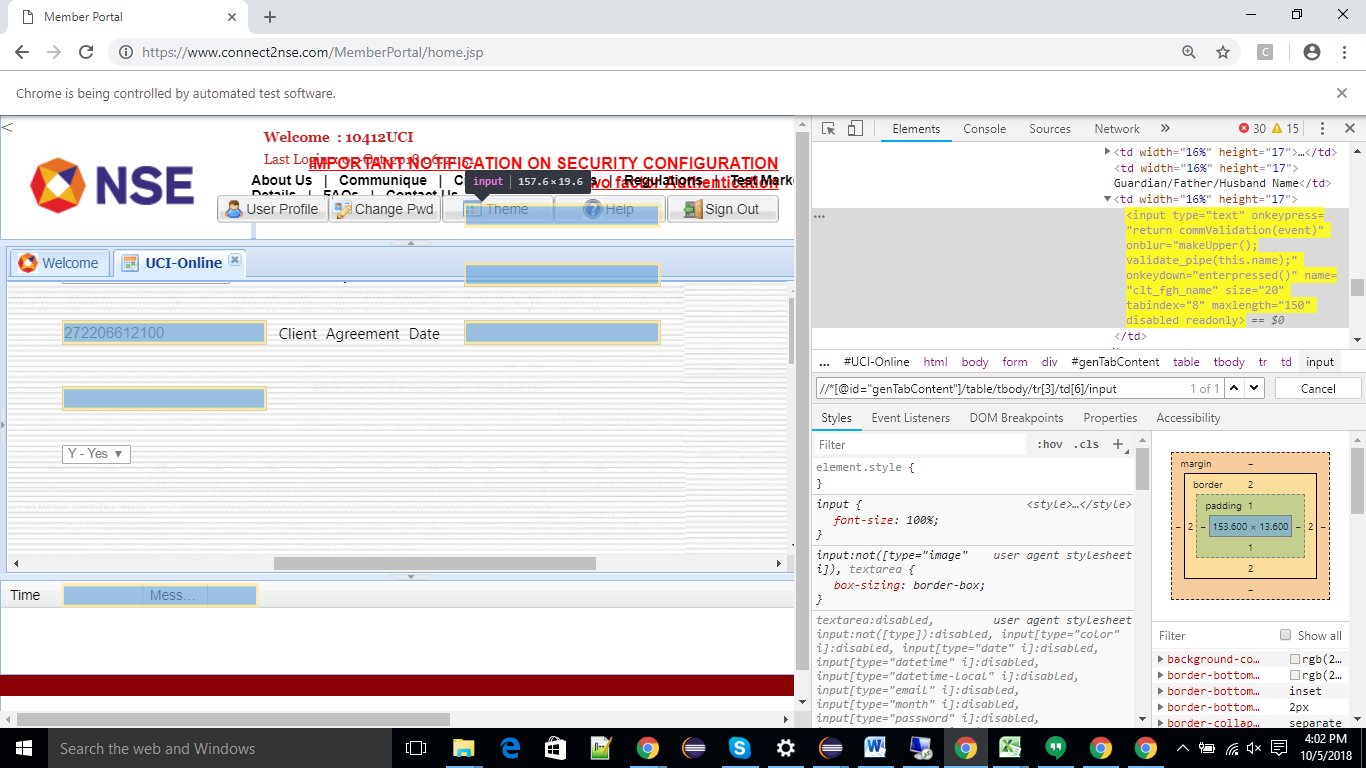 Member Portal
https://www.connect2nse.com/MemberPortal/home.jsp
C
Chrome is being controlled by automated test software.
<
NSE
Welcome : 10412UCI
Last Login :
IMPORTANT NOTIFICATION ON SECURITY CONFIGURATION
two factor Authentication
About Us | Communique | | Regulations | Test Mark
Details | FAQs | Contact Us
input 157.6×19.6
User Profile Change Pwd Theme Help Sign Out
Welcome UCI-Online
272206612100 Client Agreement Date
Y - Yes
Time Mess...
Elements Console Sources Network » 30 15
<td width="16%" height="17">…</td>
<td width="16%" height="17">
Guardian/Father/Husband Name</td>
<td width="16%" height="17">
<input type="text" onkeypress=
"return commValidation(event)"
onblur="makeUpper();
validate_pipe(this.name);"
onkeydown="enterpressed()" name=
"clt_fgh_name" size="20"
tabindex="8" maxlength="150"
disabled readonly> == $0
</td>
... #UCI-Online html body form div #genTabContent table tbody tr td input
//*[@id="genTabContent"]/table/tbody/tr[3]/td[6]/input 1 of 1 Cancel
Styles Event Listeners DOM Breakpoints Properties Accessibility
Filter :hov .cls +
element.style {
}
input { <style>…</style>
font-size: 100%;
}
input:not([type="image" user agent stylesheet
i]), textarea {
box-sizing: border-box;
}
textarea:disabled, user agent stylesheet
input:not([type]):disabled, input[type="color"
i]:disabled, input[type="date" i]:disabled,
input[type="datetime" i]:disabled,
input[type="datetime-local" i]:disabled,
input[type="email" i]:disabled,
input[type="month" i]:disabled,
input[type="password" i]:disabled,
margin –
border 2
padding 1
– 2 1 153.600 × 13.600 1 2 –
1
2
–
Filter Show all
background-co… rgb(2…
border-bottom… rgb(2…
border-bottom… inset
border-bottom… 2px
border-collap… separate
Search the web and Windows
4:02 PM
10/5/2018